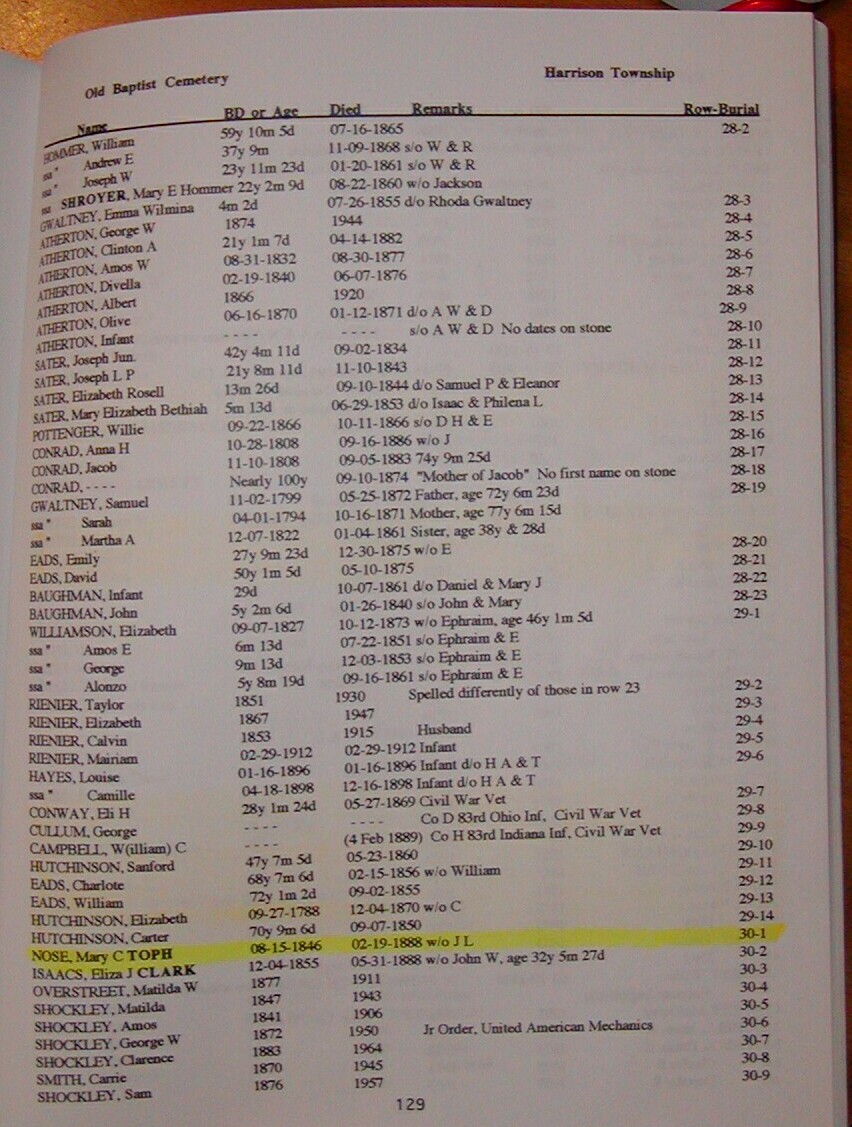 Old Baptist Cemetery Harrison Township
Name BD or Age Died Remarks Row-Burial
HOMMER, William 59y 10m 5d 07-16-1865 28-2
ssa " Andrew E 37y 9m 11-09-1868 s/o W & R
ssa " Joseph W 23y 11m 23d 01-20-1861 s/o W & R
ssa SHROYER, Mary E Hommer 22y 2m 9d 08-22-1860 w/o Jackson
GWALTNEY, Emma Wilmina 4m 2d 07-26-1855 d/o Rhoda Gwaltney 28-3
ATHERTON, George W 1874 1944 28-4
ATHERTON, Clinton A 21y 1m 7d 04-14-1882 28-5
ATHERTON, Amos W 08-31-1832 08-30-1877 28-6
ATHERTON, Divella 02-19-1840 06-07-1876 28-7
ATHERTON, Albert 1866 1920 28-8
ATHERTON, Olive 06-16-1870 01-12-1871 d/o A W & D 28-9
ATHERTON, Infant - - - - - - - - s/o A W & D No dates on stone 28-10
SATER, Joseph Jun. 42y 4m 11d 09-02-1834 28-11
SATER, Joseph L P 21y 8m 11d 11-10-1843 28-12
SATER, Elizabeth Rosell 13m 26d 09-10-1844 d/o Samuel P & Eleanor 28-13
SATER, Mary Elizabeth Bethiah 5m 13d 06-29-1853 d/o Isaac & Philena L 28-14
POTTENGER, Willie 09-22-1866 10-11-1866 s/o D H & E 28-15
CONRAD, Anna H 10-28-1808 09-16-1886 w/o J 28-16
CONRAD, Jacob 11-10-1808 09-05-1883 74y 9m 25d 28-17
CONRAD, - - - - Nearly 100y 09-10-1874 "Mother of Jacob" No first name on stone 28-18
GWALTNEY, Samuel 11-02-1799 05-25-1872 Father, age 72y 6m 23d 28-19
ssa " Sarah 04-01-1794 10-16-1871 Mother, age 77y 6m 15d
ssa " Martha A 12-07-1822 01-04-1861 Sister, age 38y & 28d
EADS, Emily 27y 9m 23d 12-30-1875 w/o E 28-20
EADS, David 50y 1m 5d 05-10-1875 28-21
BAUGHMAN, Infant 29d 10-07-1861 d/o Daniel & Mary J 28-22
BAUGHMAN, John 5y 2m 6d 01-26-1840 s/o John & Mary 28-23
WILLIAMSON, Elizabeth 09-07-1827 10-12-1873 w/o Ephraim, age 46y 1m 5d 29-1
ssa " Amos E 6m 13d 07-22-1851 s/o Ephraim & E
ssa " George 9m 13d 12-03-1853 s/o Ephraim & E
ssa " Alonzo 5y 8m 19d 09-16-1861 s/o Ephraim & E
RIENIER, Taylor 1851 1930 Spelled differently of those in row 23 29-2
RIENIER, Elizabeth 1867 1947 29-3
RIENIER, Calvin 1853 1915 Husband 29-4
RIENIER, Mairiam 02-29-1912 02-29-1912 Infant 29-5
HAYES, Louise 01-16-1896 01-16-1896 Infant d/o H A & T 29-6
ssa " Camille 04-18-1898 12-16-1898 Infant d/o H A & T
CONWAY, Eli H 28y 1m 24d 05-27-1869 Civil War Vet 29-7
CULLUM, George - - - - - - - - Co D 83rd Ohio Inf, Civil War Vet 29-8
CAMPBELL, W(illiam) C - - - - (4 Feb 1889) Co H 83rd Indiana Inf, Civil War Vet 29-9
HUTCHINSON, Sanford 47y 7m 5d 05-23-1860 29-10
EADS, Charlote 68y 7m 6d 02-15-1856 w/o William 29-11
EADS, William 72y 1m 2d 09-02-1855 29-12
HUTCHINSON, Elizabeth 09-27-1788 12-04-1870 w/o C 29-13
HUTCHINSON, Carter 70y 9m 6d 09-07-1850 29-14
NOSE, Mary C TOPH 08-15-1846 02-19-1888 w/o J L 30-1
ISAACS, Eliza J CLARK 12-04-1855 05-31-1888 w/o John W, age 32y 5m 27d 30-2
OVERSTREET, Matilda W 1877 1911 30-3
SHOCKLEY, Matilda 1847 1943 30-4
SHOCKLEY, Amos 1841 1906 30-5
SHOCKLEY, George W 1872 1950 Jr Order, United American Mechanics 30-6
SHOCKLEY, Clarence 1883 1964 30-7
SMITH, Carrie 1870 1945 30-8
SHOCKLEY, Sam 1876 1957 30-9
129